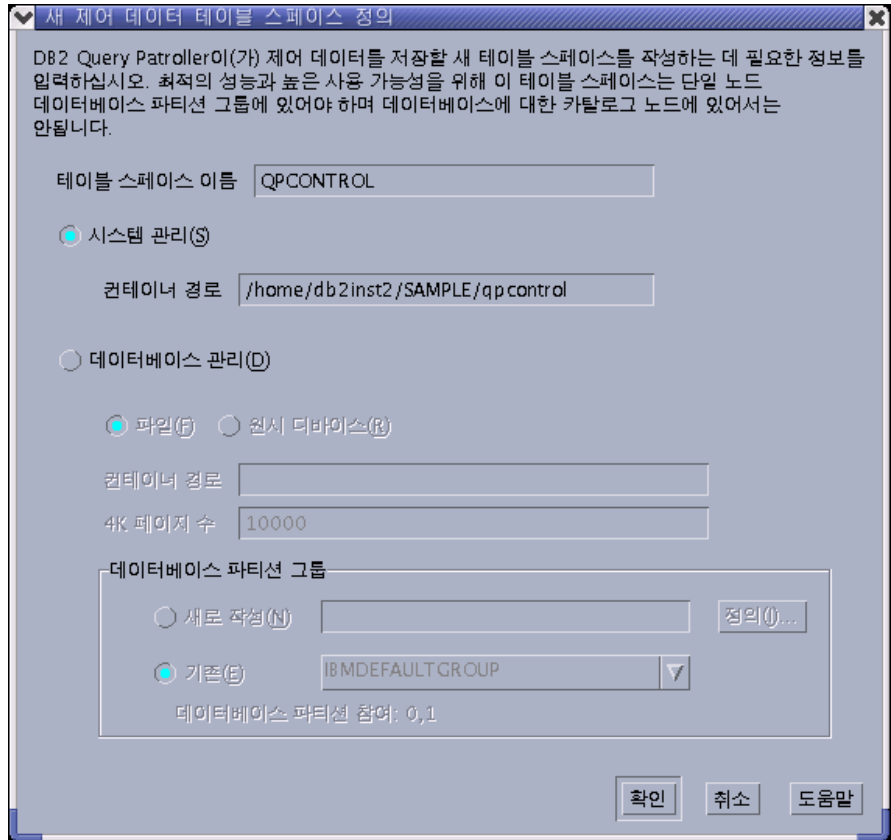 새 제어 데이터 테이블 스페이스 정의
DB2 Query Patroller이(가) 제어 데이터를 저장할 새 테이블 스페이스를 작성하는 데 필요한 정보를
입력하십시오. 최적의 성능과 높은 사용 가능성을 위해 이 테이블 스페이스는 단일 노드
데이터베이스 파티션 그룹에 있어야 하며 데이터베이스에 대한 카탈로그 노드에 있어서는
안됩니다.
테이블 스페이스 이름 QPCONTROL
시스템 관리(S)
컨테이너 경로 /home/db2inst2/SAMPLE/qpcontrol
데이터베이스 관리(D)
파일(F) 원시 디바이스(R)
컨테이너 경로
4K 페이지 수 10000
데이터베이스 파티션 그룹
새로 작성(N) 정의(I)...
기존(E) IBMDEFAULTGROUP
데이터베이스 파티션 참여: 0,1
확인 취소 도움말